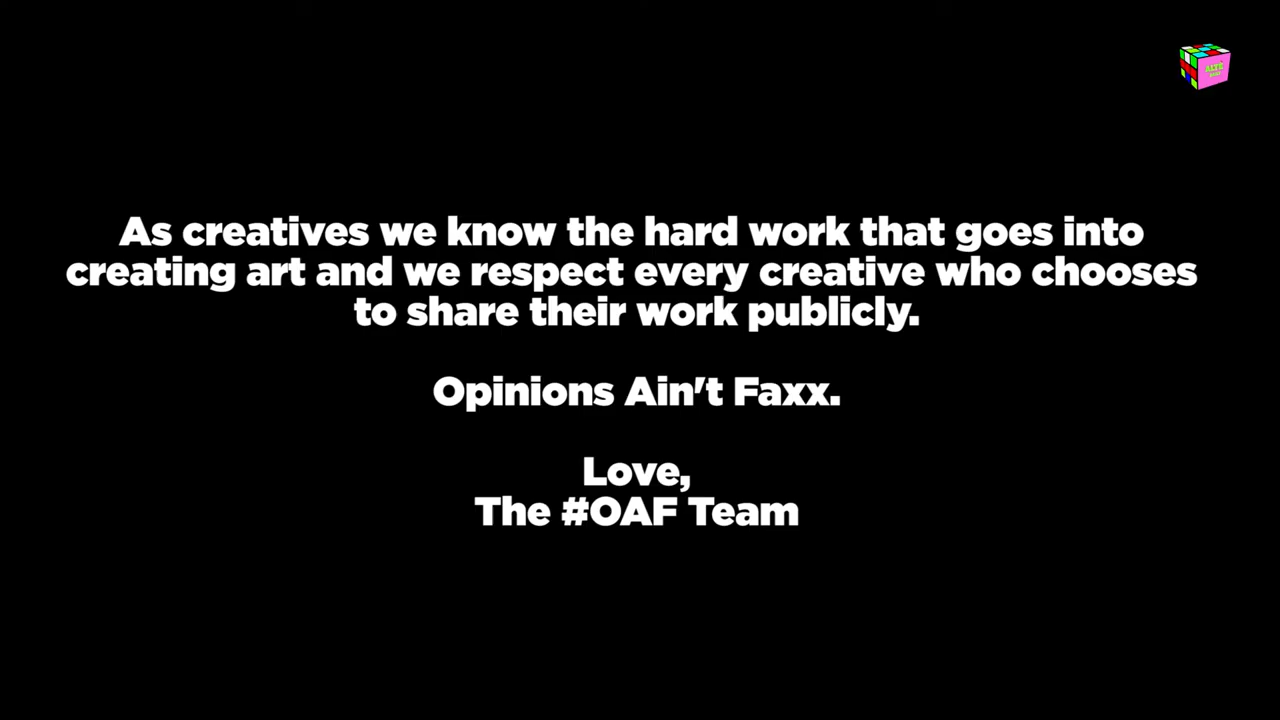 ALTÉ
As creatives we know the hard work that goes into
creating art and we respect every creative who chooses
to share their work publicly.
Opinions Ain't Faxx.
Love,
The #OAF Team